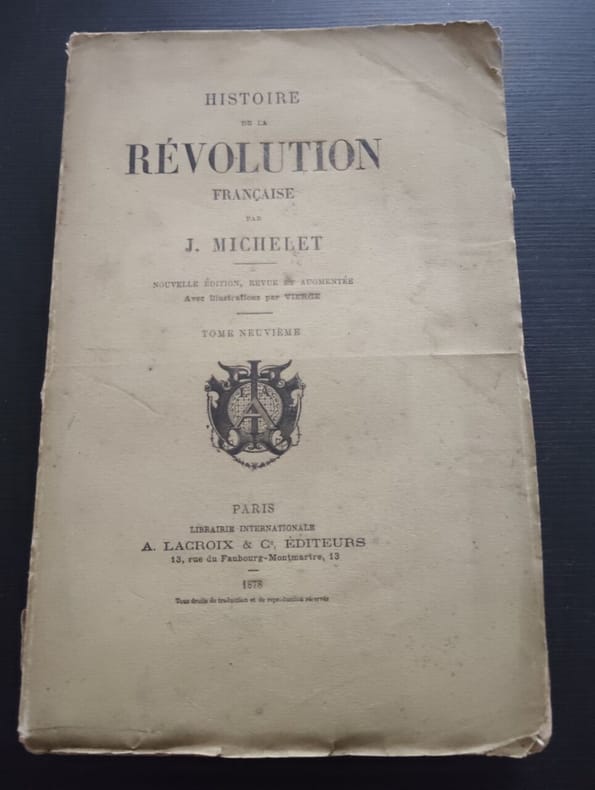 HISTOIRE
DE LA
RÉVOLUTION
FRANÇAISE
PAR
J. MICHELET
NOUVELLE ÉDITION, REVUE ET AUGMENTÉE
Avec illustrations par VIERGE
TOME NEUVIÈME
PARIS
LIBRAIRIE INTERNATIONALE
A. LACROIX & Cᵉ, ÉDITEURS
13, rue du Faubourg-Montmartre, 13
1878
Tous droits de traduction et de reproduction réservés